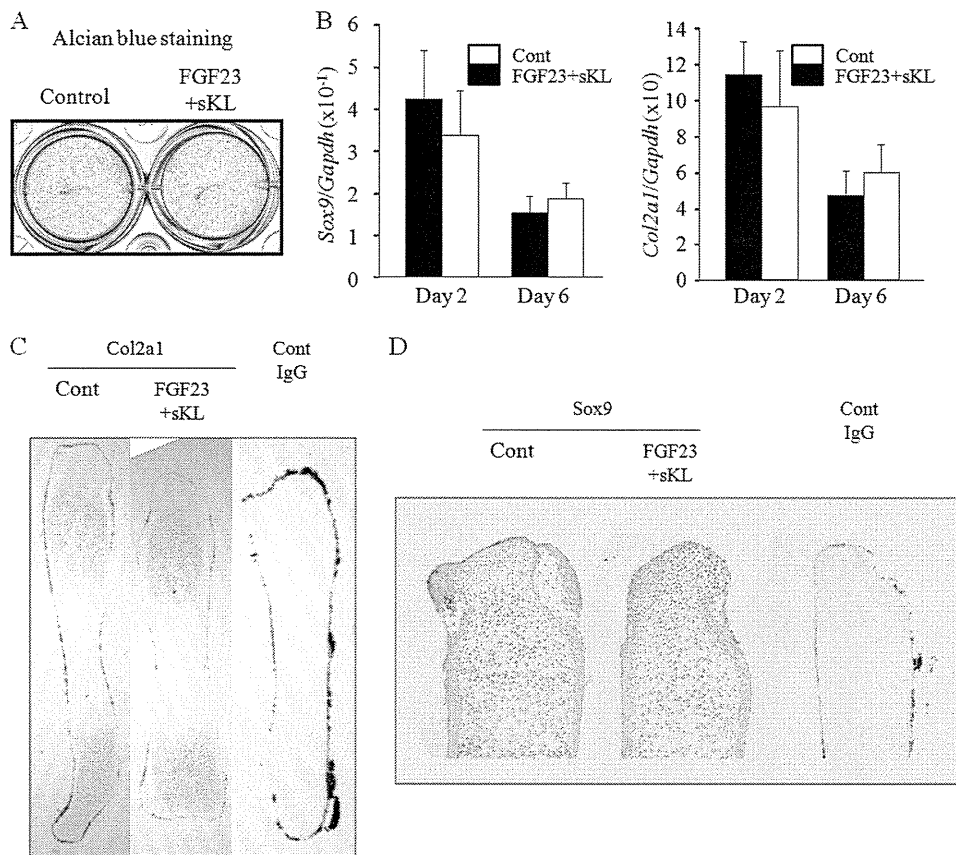 A
Alcian blue staining
Control
FGF23
+sKL
B
Sox9/Gapdh (x10-1)
6
5
4
3
2
1
0
Cont
FGF23+sKL
Day 2
Day 6
Col2a1/Gapdh (x10)
14
12
10
8
6
4
2
0
Cont
FGF23+sKL
Day 2
Day 6
C
Col2a1
Cont
IgG
Cont
FGF23
+sKL
D
Sox9
Cont
IgG
Cont
FGF23
+sKL